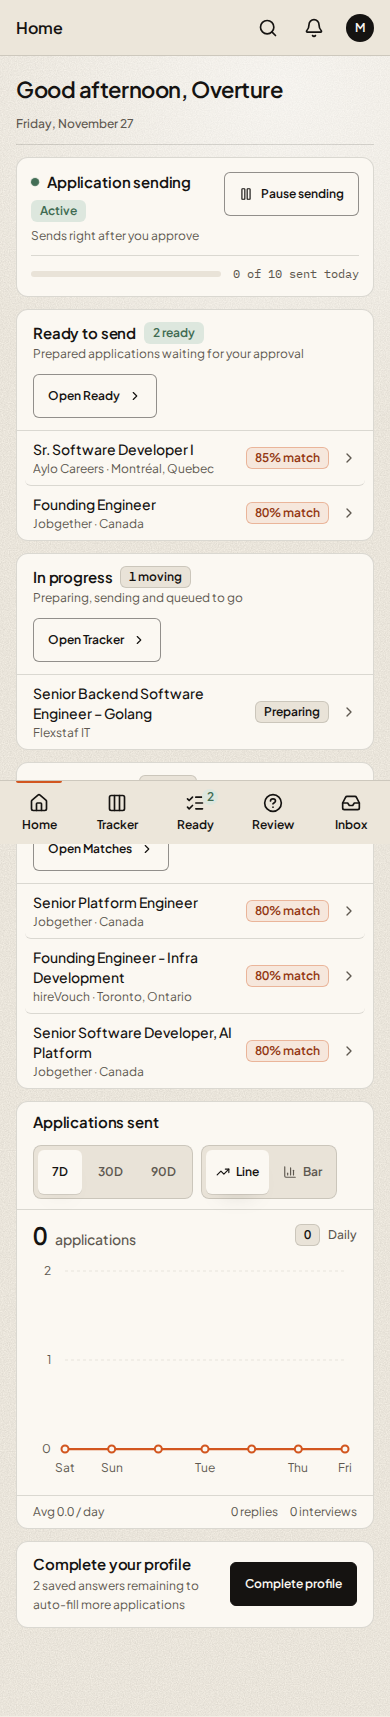 Home
M
Good afternoon, Overture
Friday, November 27
Application sending
Pause sending
Active
Sends right after you approve
0 of 10 sent today
Ready to send 2 ready
Prepared applications waiting for your approval
Open Ready
Sr. Software Developer I
Aylo Careers · Montréal, Quebec
85% match
Founding Engineer
Jobgether · Canada
80% match
In progress 1 moving
Preparing, sending and queued to go
Open Tracker
Senior Backend Software
Engineer – Golang
Flexstaf IT
Preparing
2
Home Tracker Ready Review Inbox
Open Matches
Senior Platform Engineer
Jobgether · Canada
80% match
Founding Engineer - Infra
Development
hireVouch · Toronto, Ontario
80% match
Senior Software Developer, AI
Platform
Jobgether · Canada
80% match
Applications sent
7D 30D 90D Line Bar
0 applications 0 Daily
2
1
0
Sat Sun Tue Thu Fri
Avg 0.0 / day 0 replies 0 interviews
Complete your profile
2 saved answers remaining to
auto-fill more applications
Complete profile